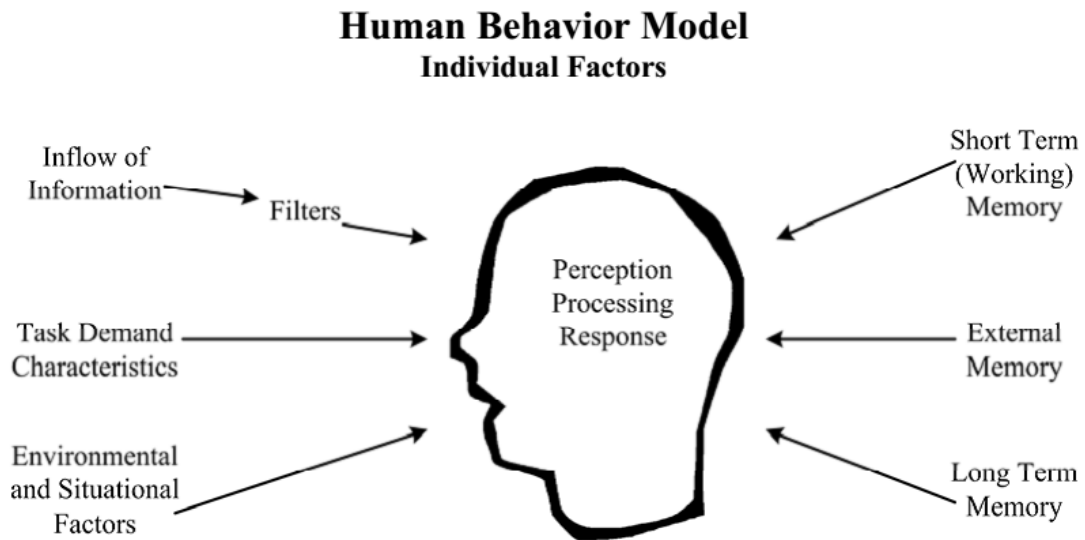 Human Behavior Model
Individual Factors
Inflow of
Information
Filters
Task Demand
Characteristics
Environmental
and Situational
Factors
Perception
Processing
Response
Short Term
(Working)
Memory
External
Memory
Long Term
Memory